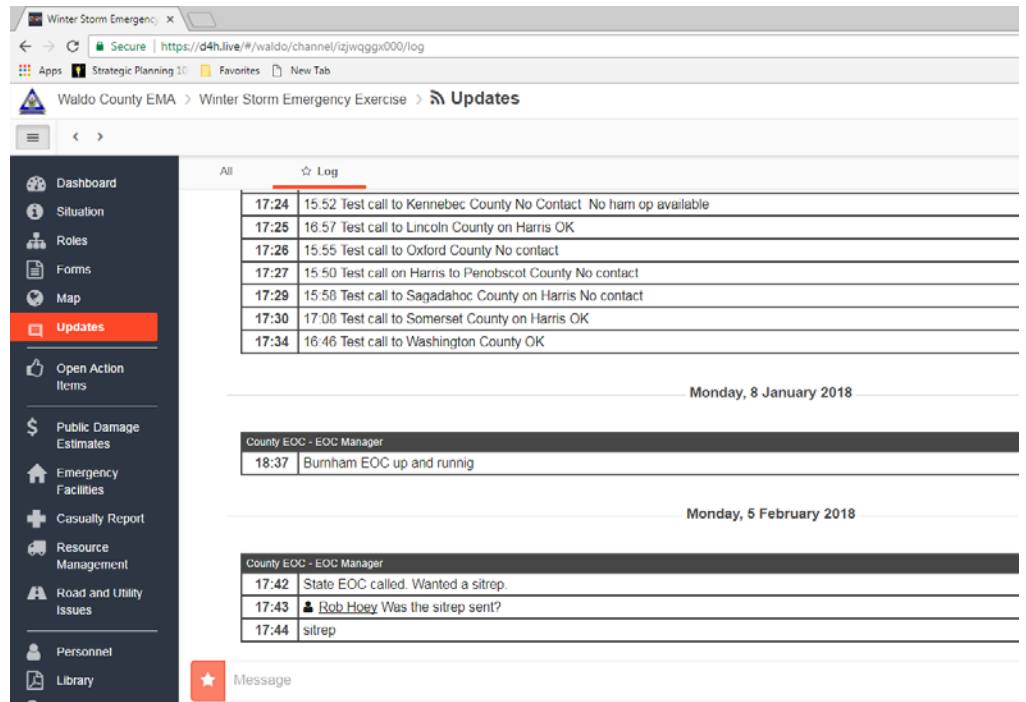 Winter Storm Emergency
Secure | https://d4h.live/#/waldo/channel/izjwqggx000/log
Apps Strategic Planning 10 Favorites New Tab
Waldo County EMA > Winter Storm Emergency Exercise > Updates
All Log
Dashboard
Situation
Roles
Forms
Map
Updates
Open Action
Items
Public Damage
Estimates
Emergency
Facilities
Casualty Report
Resource
Management
Road and Utility
Issues
Personnel
Library
17:24 15:52 Test call to Kennebec County No Contact No ham op available
17:25 16:57 Test call to Lincoln County on Harris OK
17:26 15:55 Test call to Oxford County No contact
17:27 15:50 Test call on Harris to Penobscot County No contact
17:29 15:58 Test call to Sagadahoc County on Harris No contact
17:30 17:08 Test call to Somerset County on Harris OK
17:34 16:46 Test call to Washington County OK
Monday, 8 January 2018
County EOC - EOC Manager
18:37 Burnham EOC up and runnig
Monday, 5 February 2018
County EOC - EOC Manager
17:42 State EOC called. Wanted a sitrep.
17:43 Rob Hoey Was the sitrep sent?
17:44 sitrep
Message